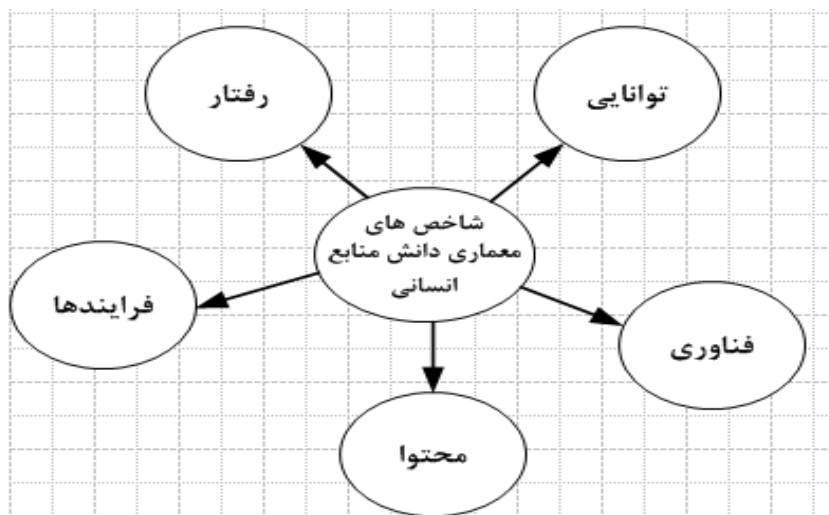 توانایی
رفتار
شاخص های
معماری دانش منابع
انسانی
فرایندها
فناوری
محتوا